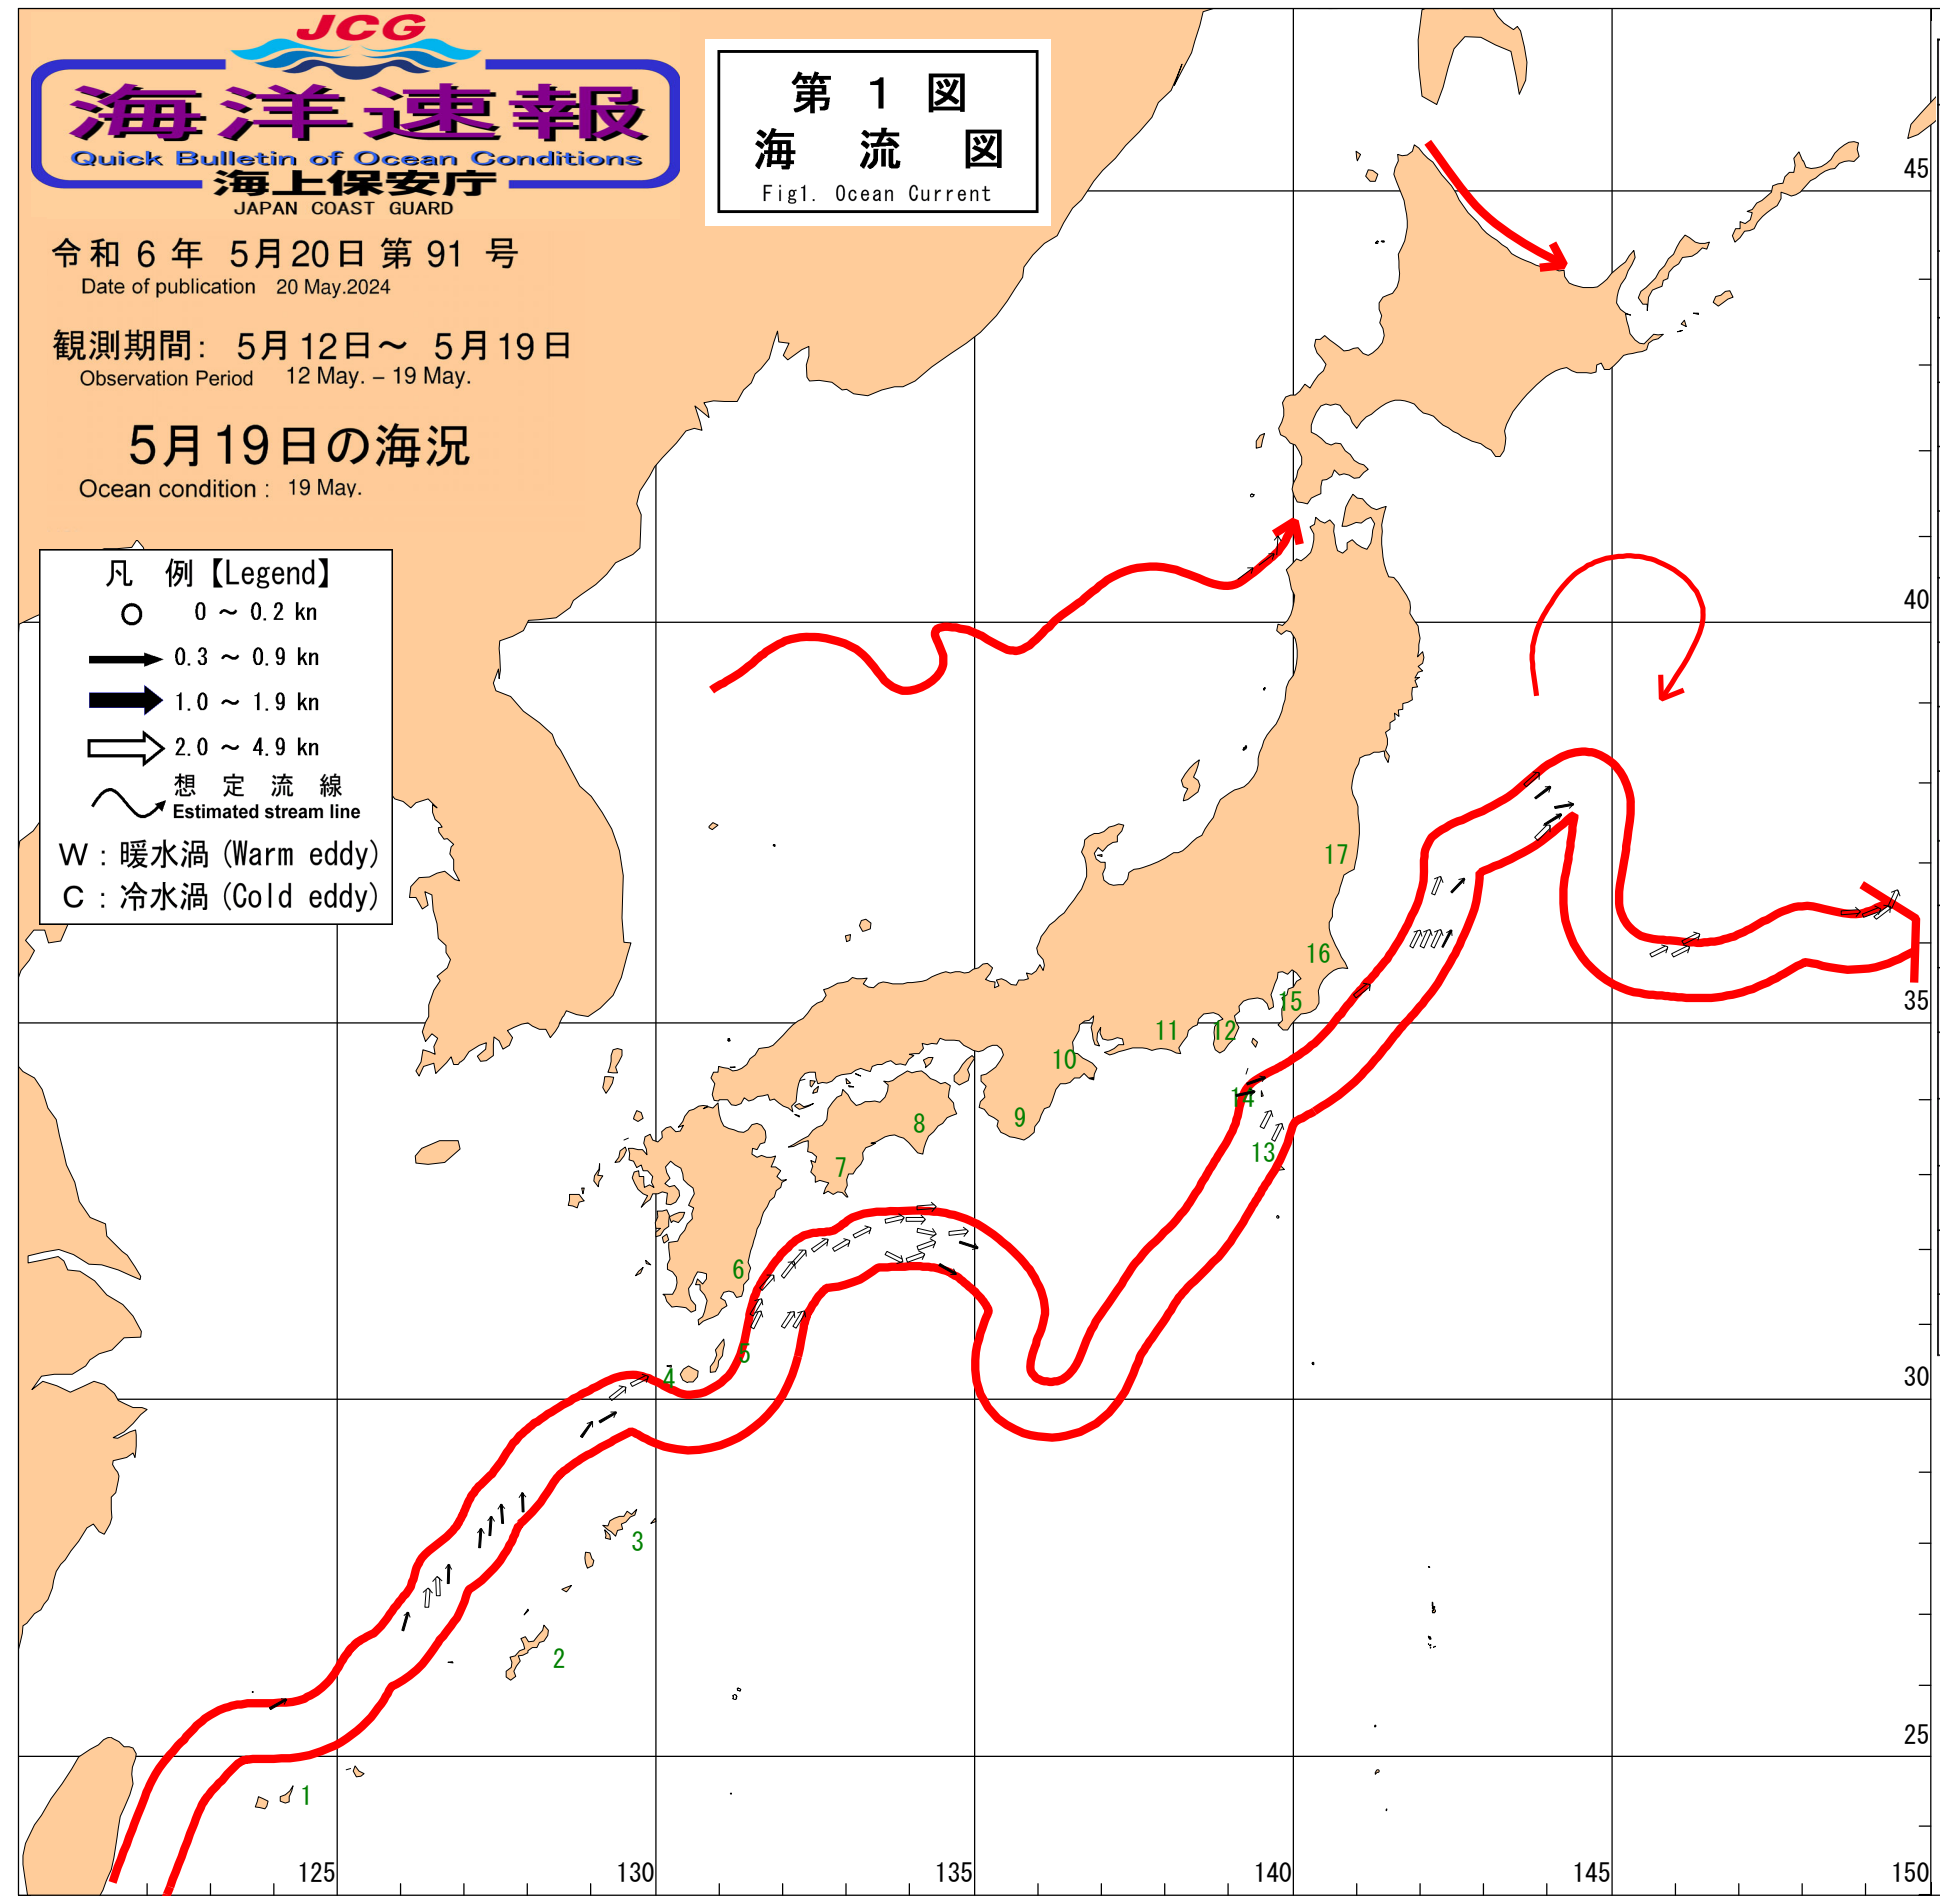 JCG
海洋速報
Quick Bulletin of Ocean Conditions
海上保安庁
JAPAN COAST GUARD
令和 6 年 5月20日 第 91 号
Date of publication 20 May.2024
観測期間: 5月12日～ 5月19日
Observation Period 12 May. – 19 May.
5月19日の海況
Ocean condition : 19 May.
第 1 図
海 流 図
Fig1. Ocean Current
凡 例【Legend】
0 ～ 0.2 kn
0.3 ～ 0.9 kn
1.0 ～ 1.9 kn
2.0 ～ 4.9 kn
想 定 流 線
Estimated stream line
W : 暖水渦 (Warm eddy)
C : 冷水渦 (Cold eddy)
45
40
17
16
15
35
11
12
10
14
8
9
13
7
6
5
4
30
3
2
25
1
125
130
135
140
145
150